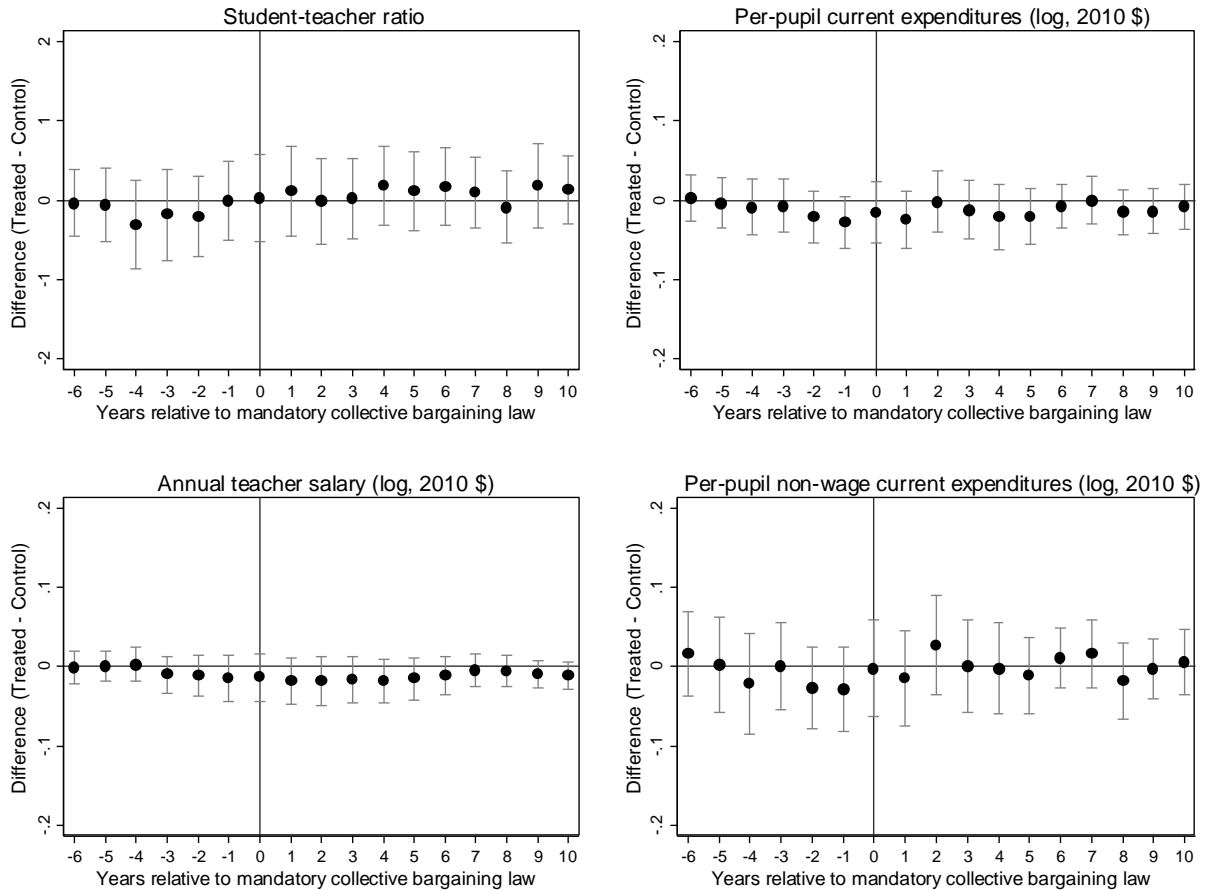 Student-teacher ratio
Difference (Treated - Control)
2
1
0
-1
-2
-6 -5 -4 -3 -2 -1 0 1 2 3 4 5 6 7 8 9 10
Years relative to mandatory collective bargaining law
Per-pupil current expenditures (log, 2010 $)
Difference (Treated - Control)
.2
.1
0
-.1
-.2
-6 -5 -4 -3 -2 -1 0 1 2 3 4 5 6 7 8 9 10
Years relative to mandatory collective bargaining law
Annual teacher salary (log, 2010 $)
Difference (Treated - Control)
.2
.1
0
-.1
-.2
-6 -5 -4 -3 -2 -1 0 1 2 3 4 5 6 7 8 9 10
Years relative to mandatory collective bargaining law
Per-pupil non-wage current expenditures (log, 2010 $)
Difference (Treated - Control)
.2
.1
0
-.1
-.2
-6 -5 -4 -3 -2 -1 0 1 2 3 4 5 6 7 8 9 10
Years relative to mandatory collective bargaining law